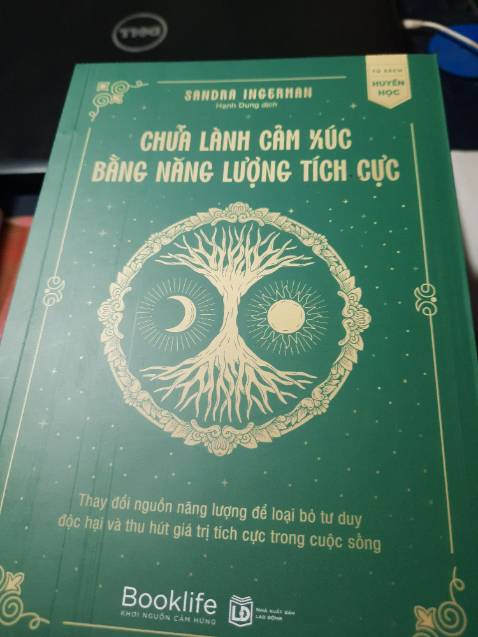 DELL
TỦ SÁCH
HUYỀN
HỌC
SANDRA INGERMAN
Hạnh Dung dịch
CHỮA LÀNH CẢM XÚC
BẰNG NĂNG LƯỢNG TÍCH CỰC
Thay đổi nguồn năng lượng để loại bỏ tư duy
độc hại và thu hút giá trị tích cực trong cuộc sống
Booklife
KHƠI NGUỒN CẢM HỨNG
LĐ
NHÀ XUẤT BẢN
LAO ĐỘNG